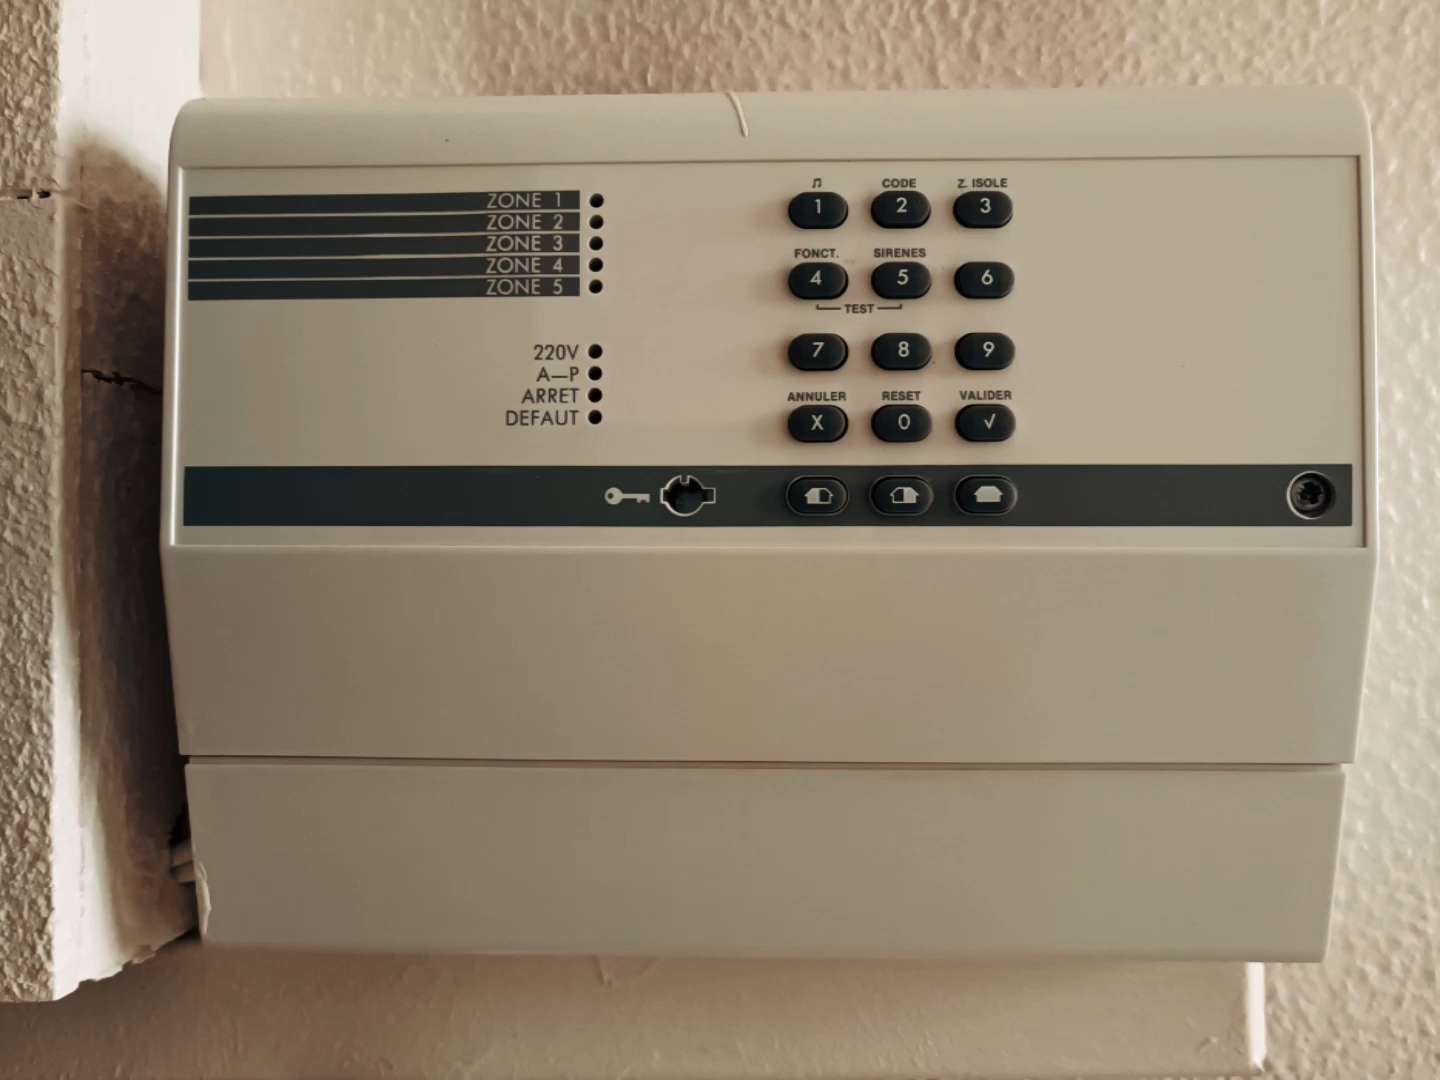 ZONE 1
ZONE 2
ZONE 3
ZONE 4
ZONE 5
220V
A—P
ARRET
DEFAUT
♫ CODE Z. ISOLE
1 2 3
FONCT. SIRENES
4 5 6
TEST
7 8 9
ANNULER RESET VALIDER
X 0 √